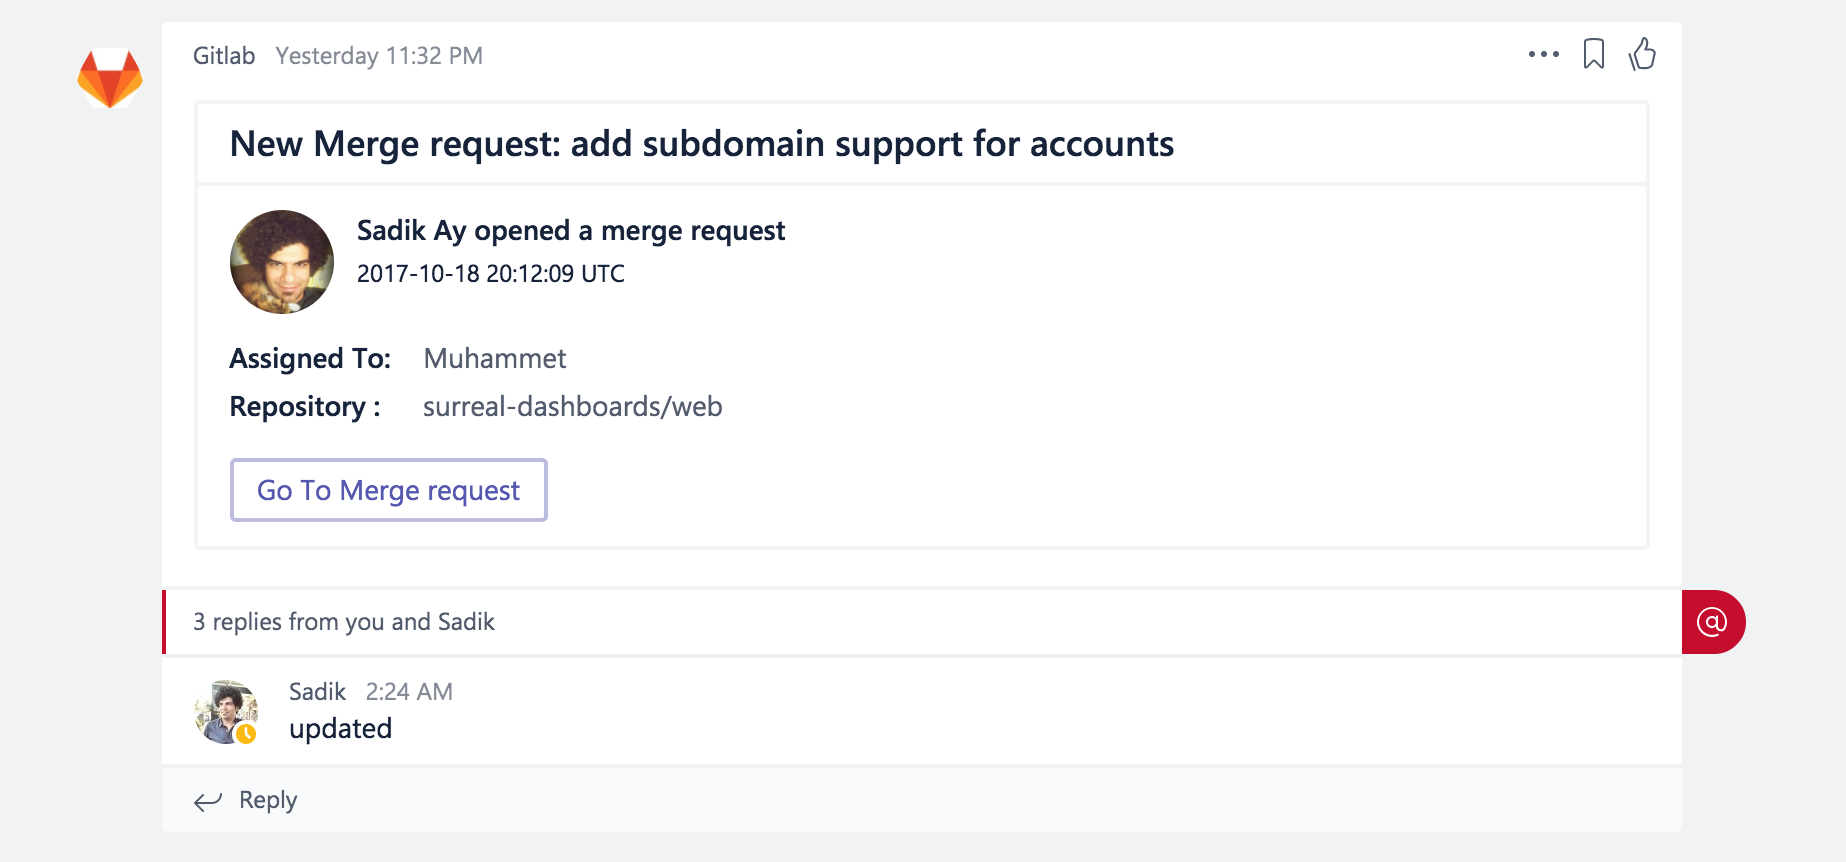 Gitlab Yesterday 11:32 PM
New Merge request: add subdomain support for accounts
Sadik Ay opened a merge request
2017-10-18 20:12:09 UTC
Assigned To: Muhammet
Repository : surreal-dashboards/web
Go To Merge request
3 replies from you and Sadik
@
Sadik 2:24 AM
updated
Reply